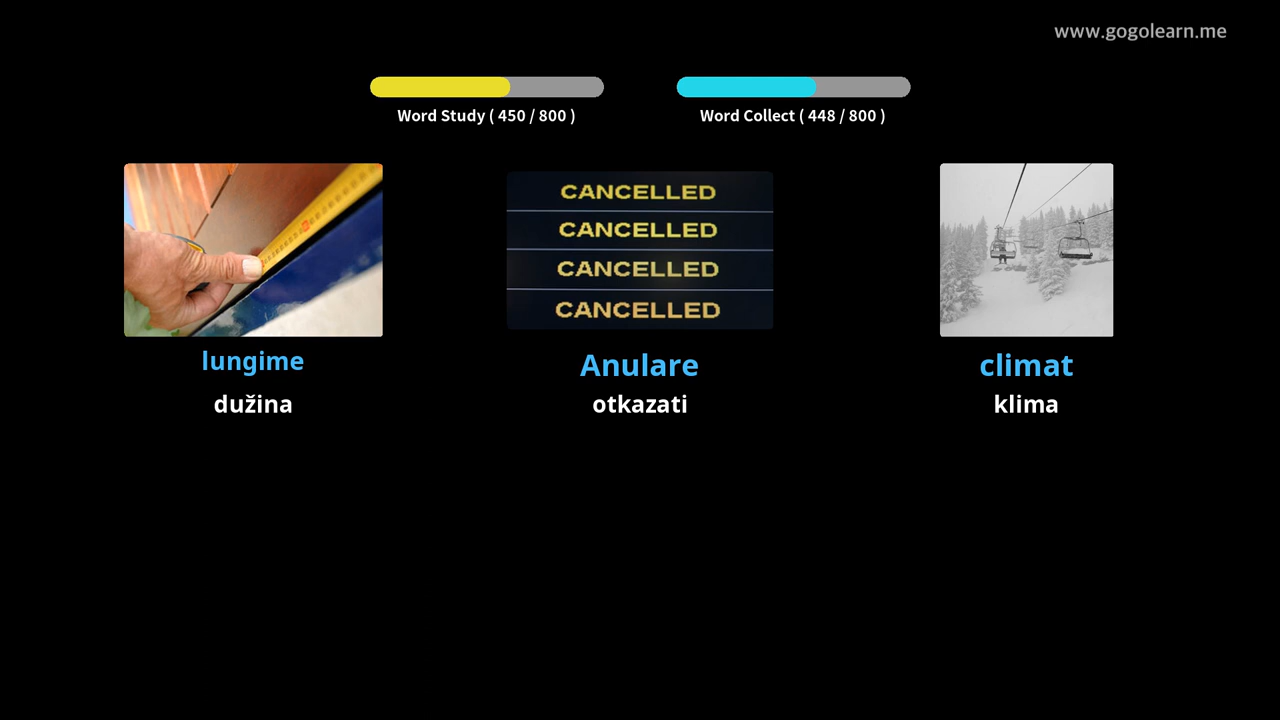 www.gogolearn.me
Word Study ( 450 / 800 )
Word Collect ( 448 / 800 )
CANCELLED
CANCELLED
CANCELLED
CANCELLED
lungime
Anulare
climat
dužina
otkazati
klima